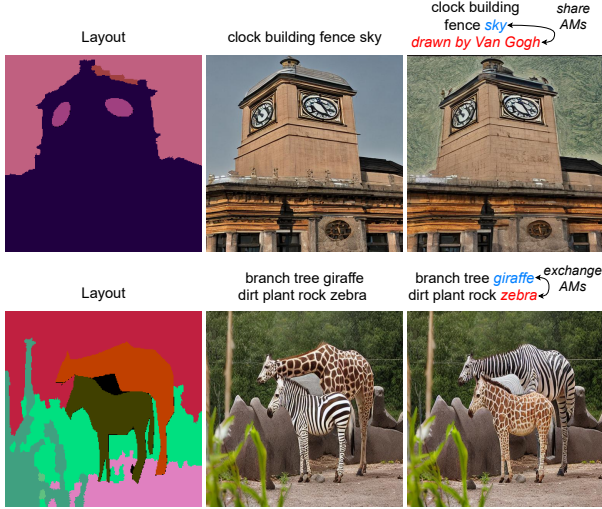 Layout
clock building fence sky
clock building
fence sky
drawn by Van Gogh
share
AMs
Layout
branch tree giraffe
dirt plant rock zebra
branch tree giraffe
dirt plant rock zebra
exchange
AMs